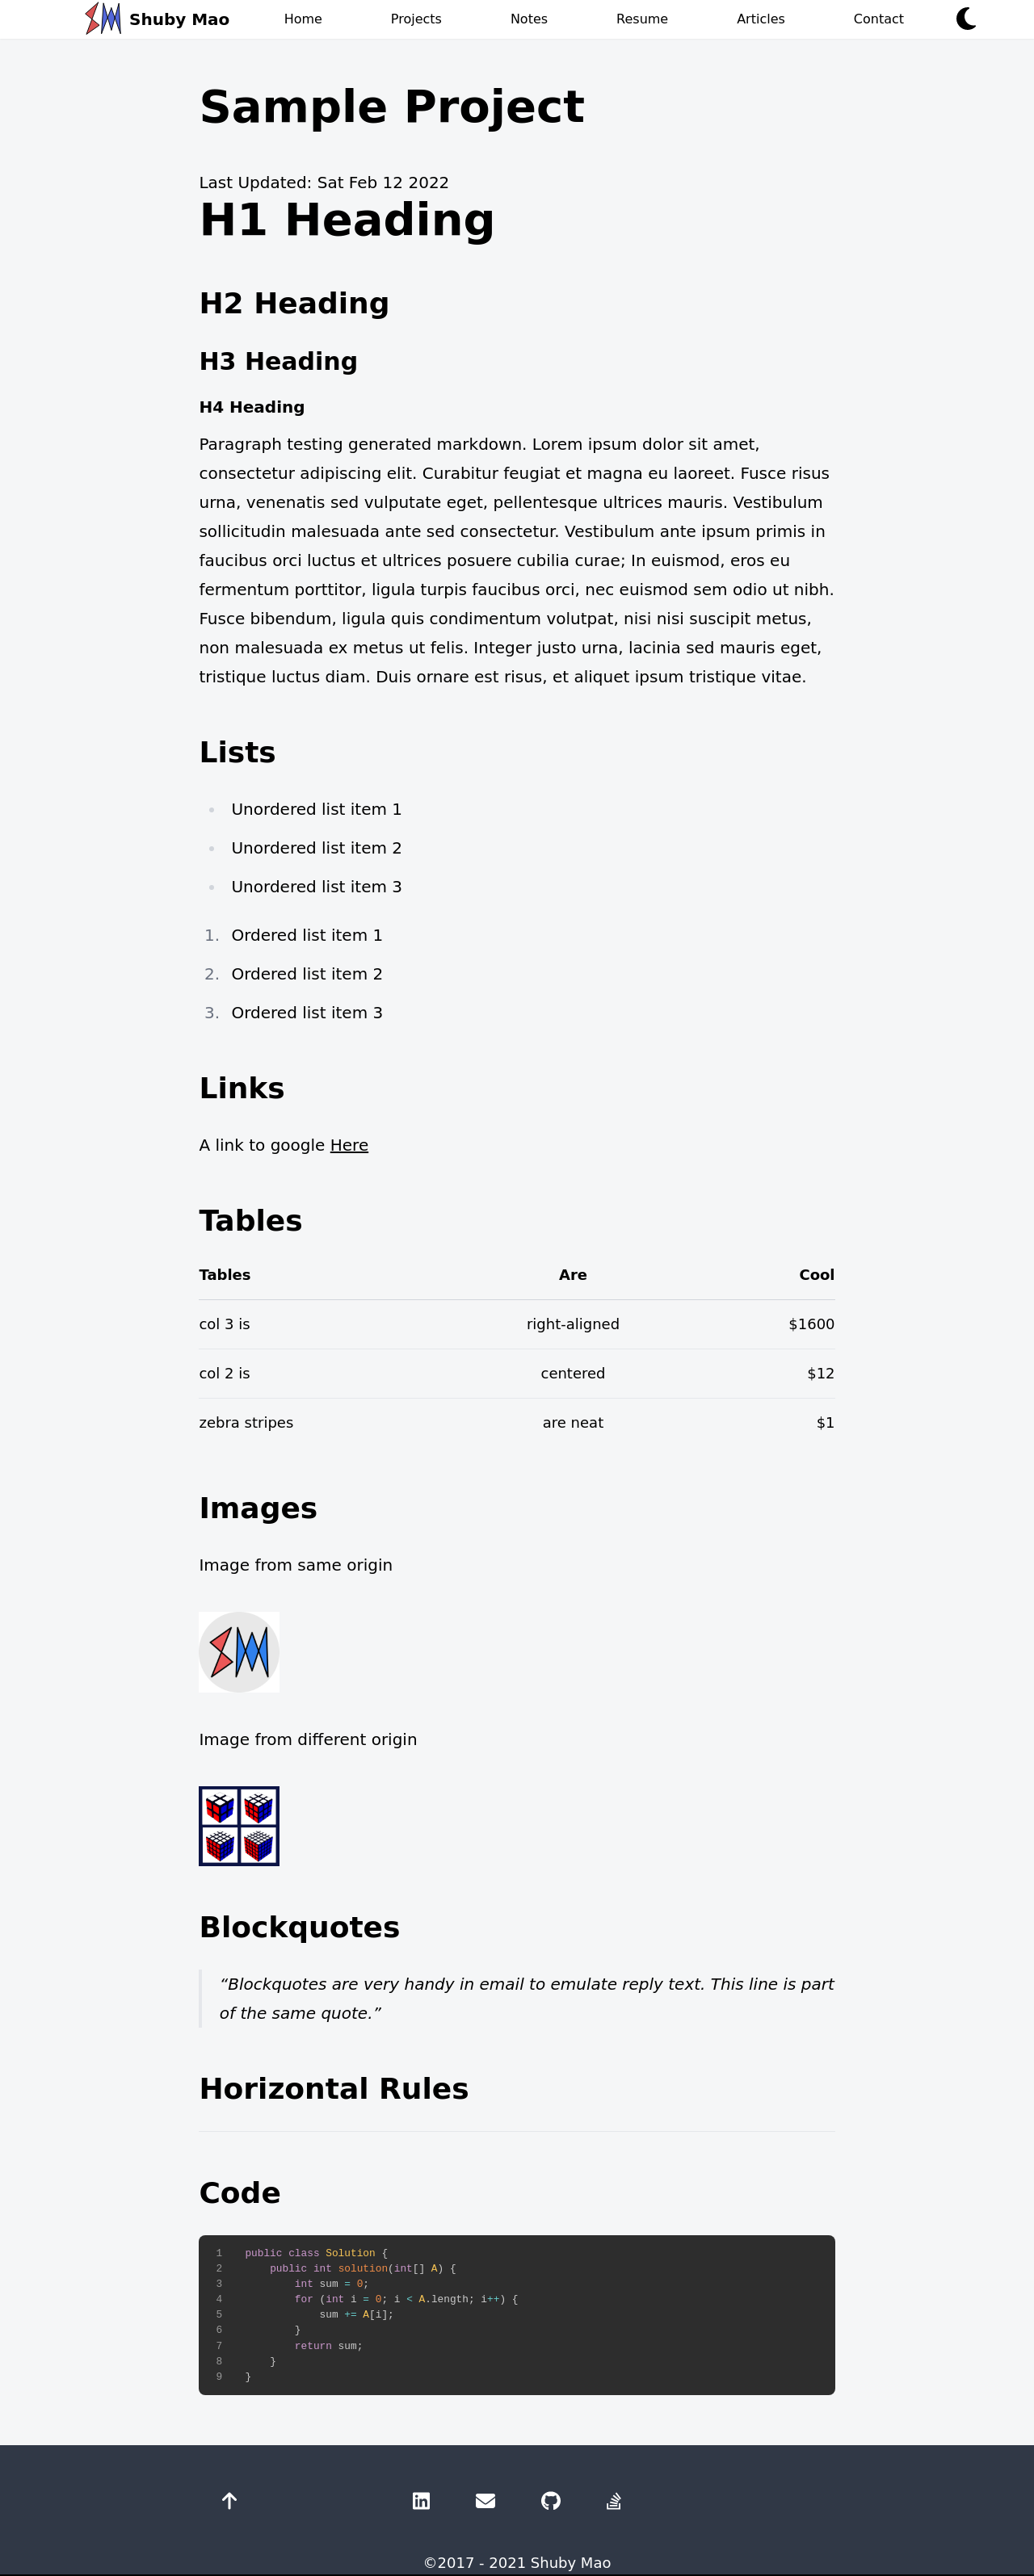 Shuby Mao Home Projects Notes Resume Articles Contact
Sample Project
Last Updated: Sat Feb 12 2022
H1 Heading
H2 Heading
H3 Heading
H4 Heading
Paragraph testing generated markdown. Lorem ipsum dolor sit amet,
consectetur adipiscing elit. Curabitur feugiat et magna eu laoreet. Fusce risus
urna, venenatis sed vulputate eget, pellentesque ultrices mauris. Vestibulum
sollicitudin malesuada ante sed consectetur. Vestibulum ante ipsum primis in
faucibus orci luctus et ultrices posuere cubilia curae; In euismod, eros eu
fermentum porttitor, ligula turpis faucibus orci, nec euismod sem odio ut nibh.
Fusce bibendum, ligula quis condimentum volutpat, nisi nisi suscipit metus,
non malesuada ex metus ut felis. Integer justo urna, lacinia sed mauris eget,
tristique luctus diam. Duis ornare est risus, et aliquet ipsum tristique vitae.
Lists
• Unordered list item 1
• Unordered list item 2
• Unordered list item 3
1. Ordered list item 1
2. Ordered list item 2
3. Ordered list item 3
Links
A link to google Here
Tables
Tables Are Cool
col 3 is right-aligned $1600
col 2 is centered $12
zebra stripes are neat $1
Images
Image from same origin
SM
Image from different origin
Blockquotes
“Blockquotes are very handy in email to emulate reply text. This line is part
of the same quote.”
Horizontal Rules
Code
1 public class Solution {
2     public int solution(int[] A) {
3         int sum = 0;
4         for (int i = 0; i < A.length; i++) {
5             sum += A[i];
6         }
7         return sum;
8     }
9 }
©2017 - 2021 Shuby Mao